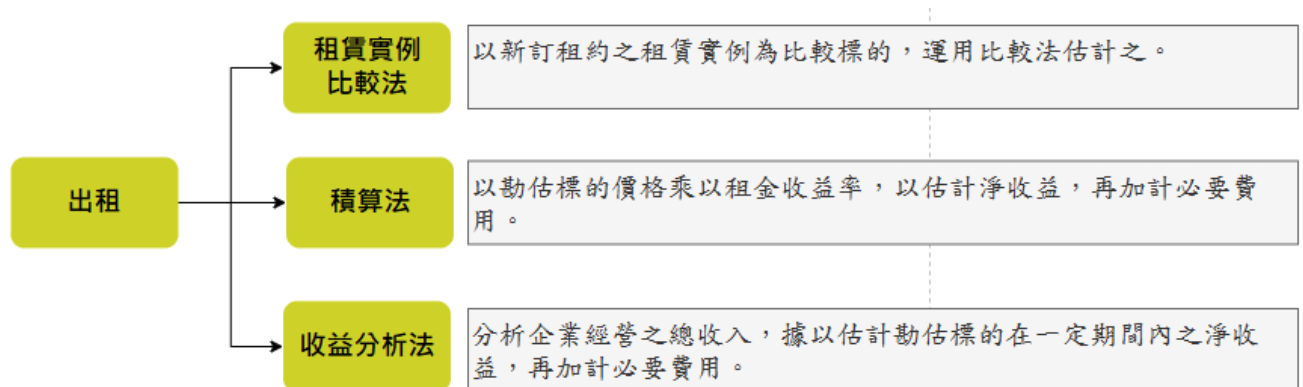 租賃實例
比較法
以新訂租約之租賃實例為比較標的，運用比較法估計之。
出租
積算法
以勘估標的價格乘以租金收益率，以估計淨收益，再加計必要費
用。
收益分析法
分析企業經營之總收入，據以估計勘估標的在一定期間內之淨收
益，再加計必要費用。